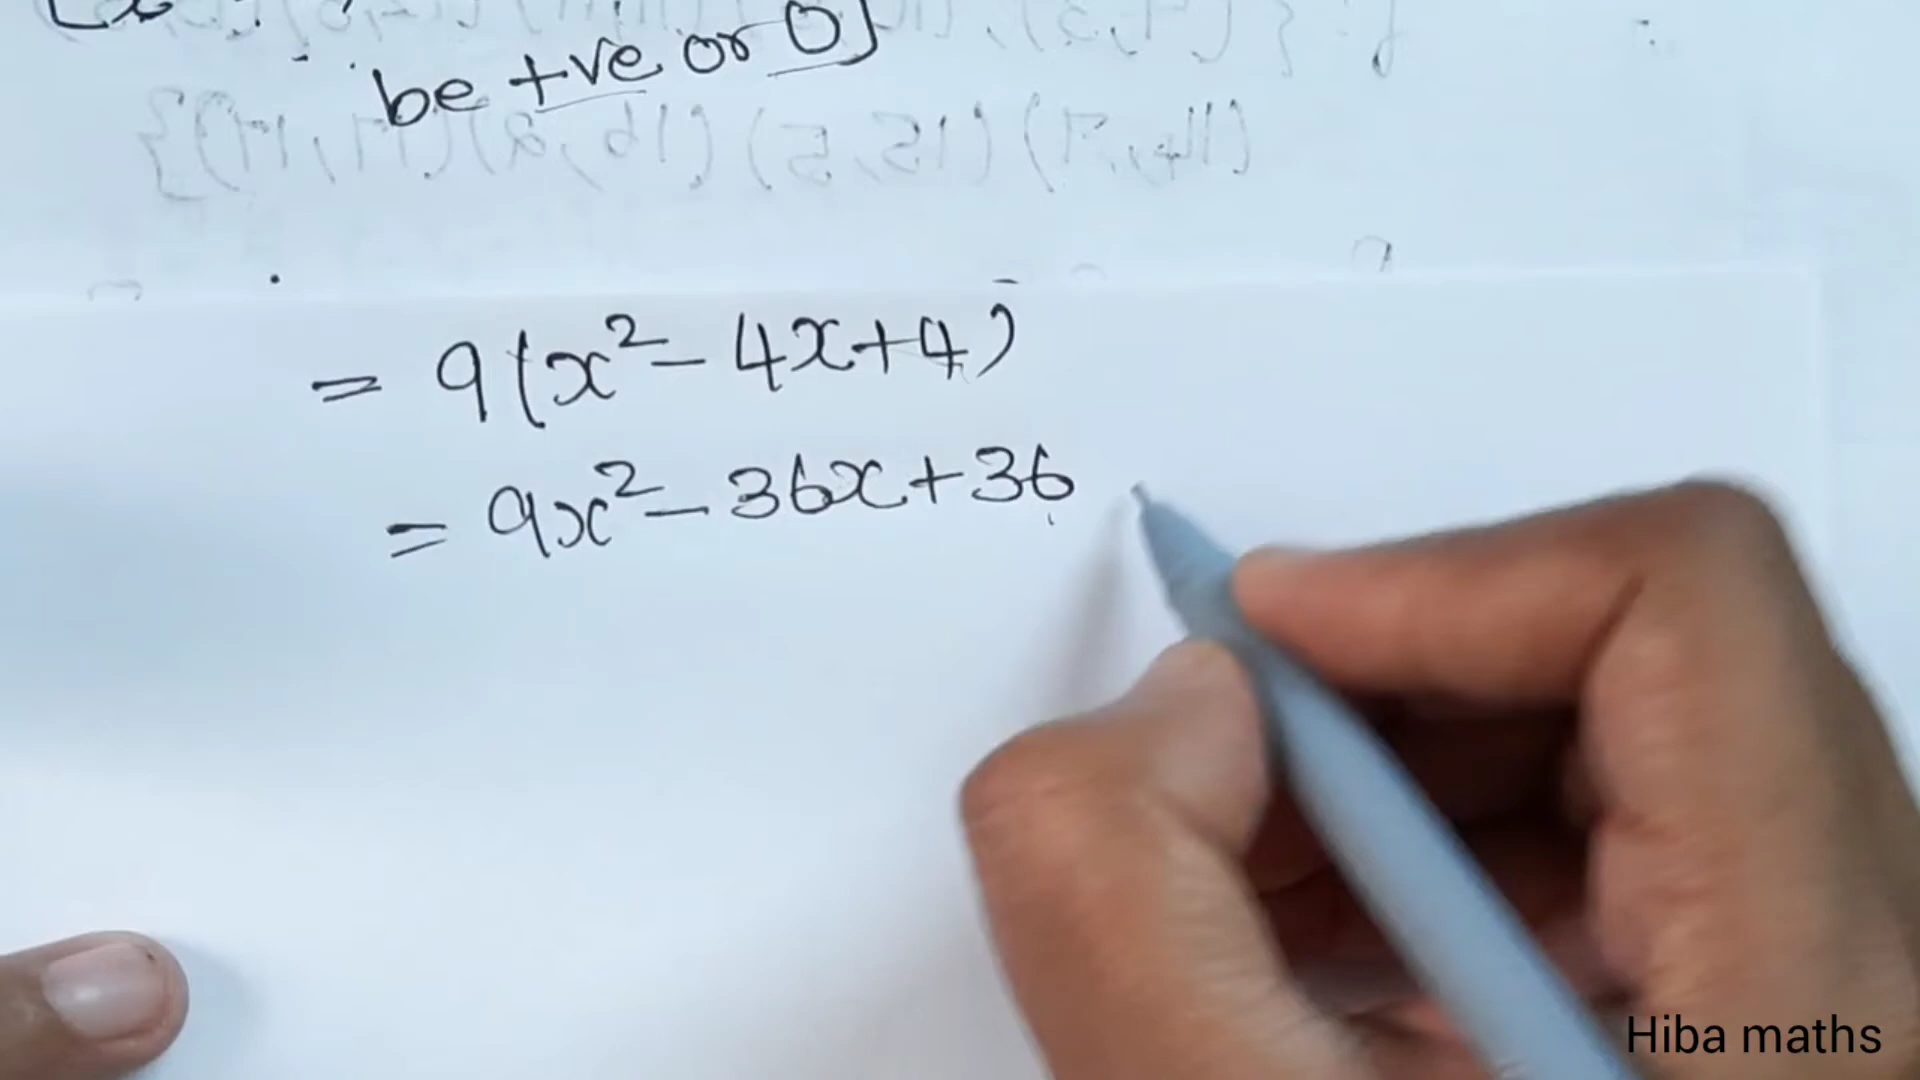 be +ve or 0]
= 9(x² - 4x + 4)
= 9x² - 36x + 36
Hiba maths